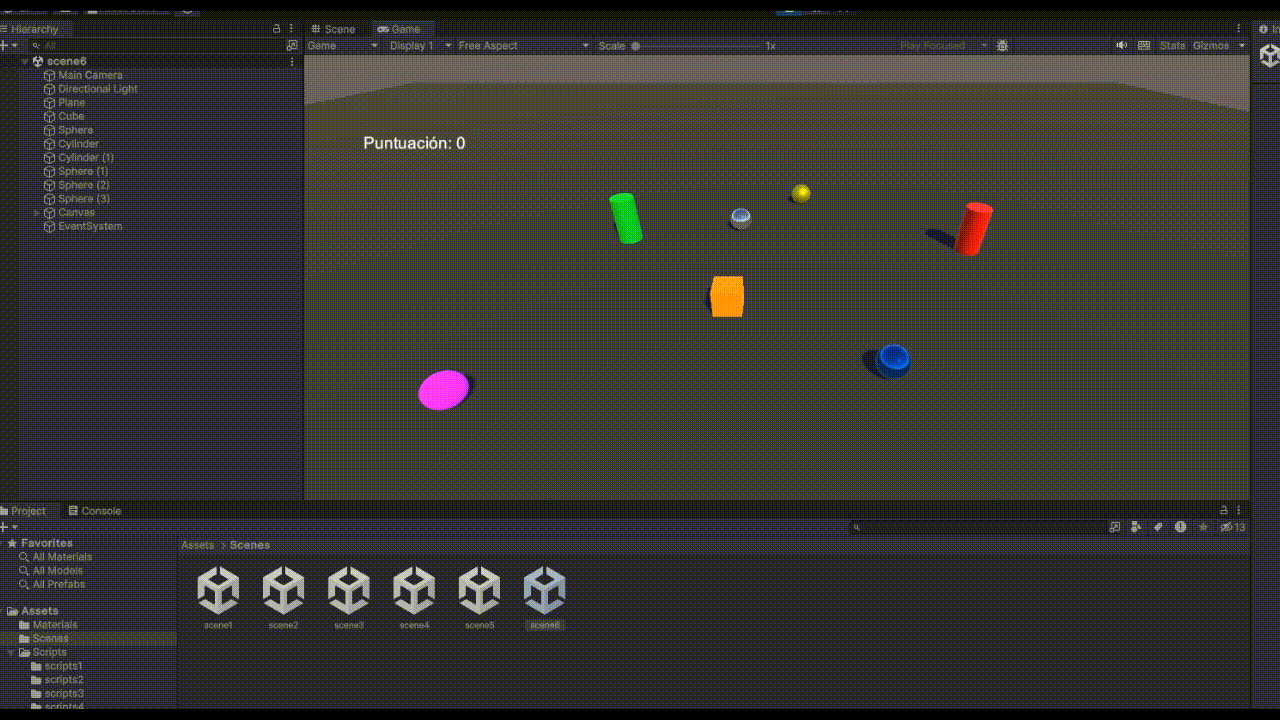 Hierarchy
Scene
Game
All
Game
Display 1
Free Aspect
Scale
1x
Play Focused
Stats
Gizmos
scene6
Main Camera
Directional Light
Plane
Cube
Sphere
Cylinder
Cylinder (1)
Sphere (1)
Sphere (2)
Sphere (3)
Canvas
EventSystem
Puntuación: 0
Project
Console
13
Favorites
All Materials
All Models
All Prefabs
Assets
Materials
Scenes
Scripts
scripts1
scripts2
scripts3
scripts4
Assets > Scenes
scene1
scene2
scene3
scene4
scene5
scene6